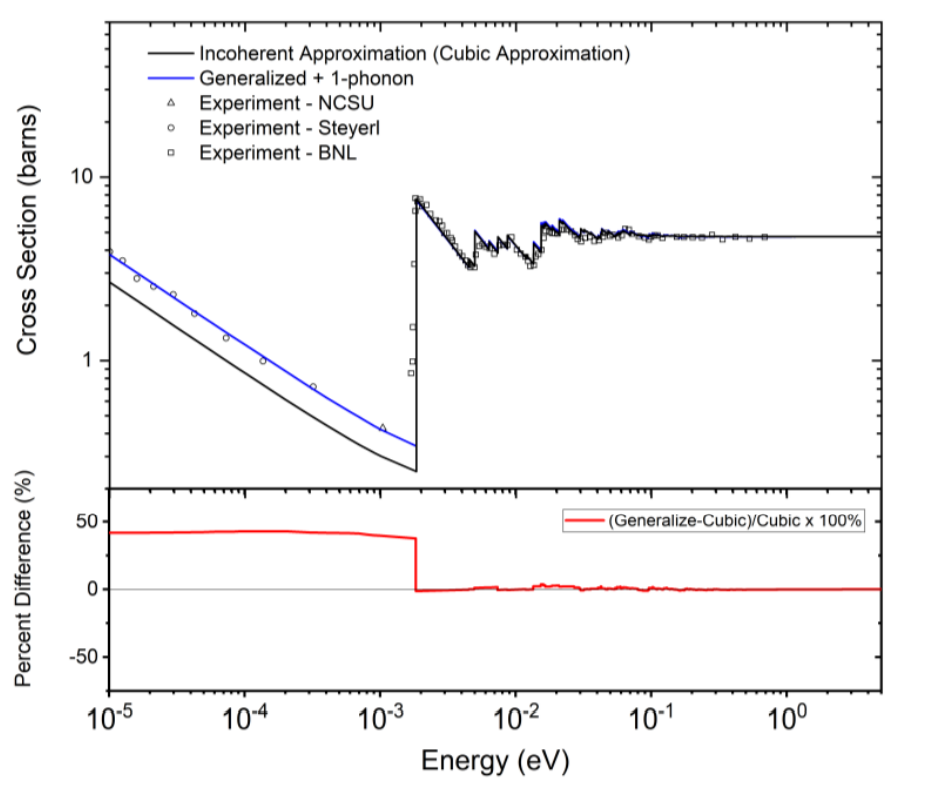 Incoherent Approximation (Cubic Approximation)
Generalized + 1-phonon
Experiment - NCSU
Experiment - Steyerl
Experiment - BNL
Cross Section (barns)
10
1
(Generalize-Cubic)/Cubic x 100%
Percent Difference (%)
50
0
-50
10⁻⁵ 10⁻⁴ 10⁻³ 10⁻² 10⁻¹ 10⁰
Energy (eV)